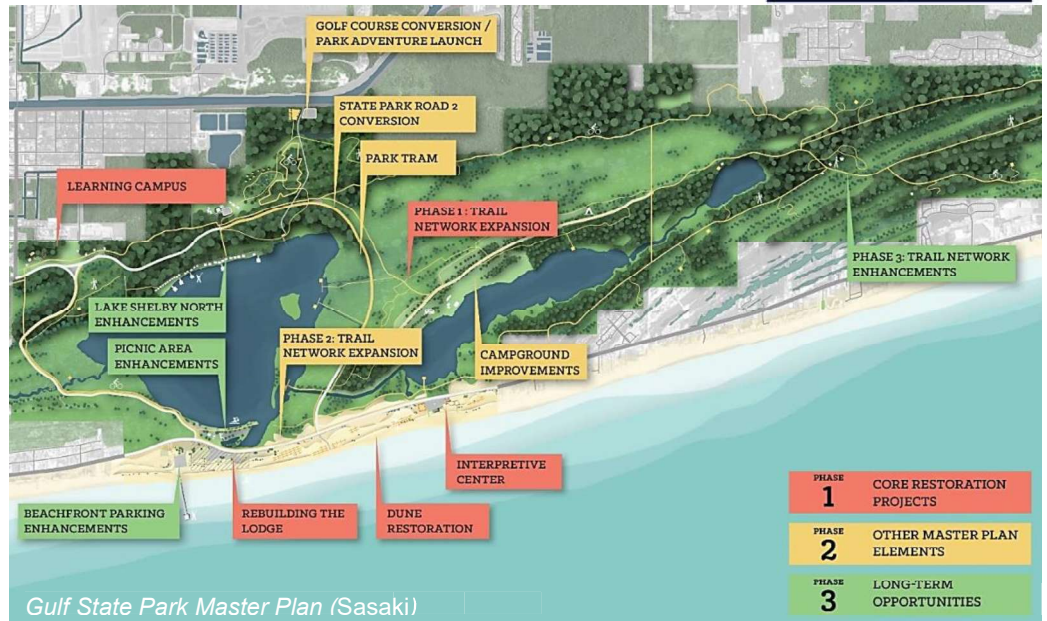 GOLF COURSE CONVERSION /
PARK ADVENTURE LAUNCH
STATE PARK ROAD 2
CONVERSION
PARK TRAM
LEARNING CAMPUS
PHASE 1 : TRAIL
NETWORK EXPANSION
PHASE 3: TRAIL NETWORK
ENHANCEMENTS
LAKE SHELBY NORTH
ENHANCEMENTS
PICNIC AREA
ENHANCEMENTS
PHASE 2: TRAIL
NETWORK EXPANSION
CAMPGROUND
IMPROVEMENTS
INTERPRETIVE
CENTER
BEACHFRONT PARKING
ENHANCEMENTS
REBUILDING THE
LODGE
DUNE
RESTORATION
PHASE
1
CORE RESTORATION
PROJECTS
PHASE
2
OTHER MASTER PLAN
ELEMENTS
PHASE
3
LONG-TERM
OPPORTUNITIES
Gulf State Park Master Plan (Sasaki)